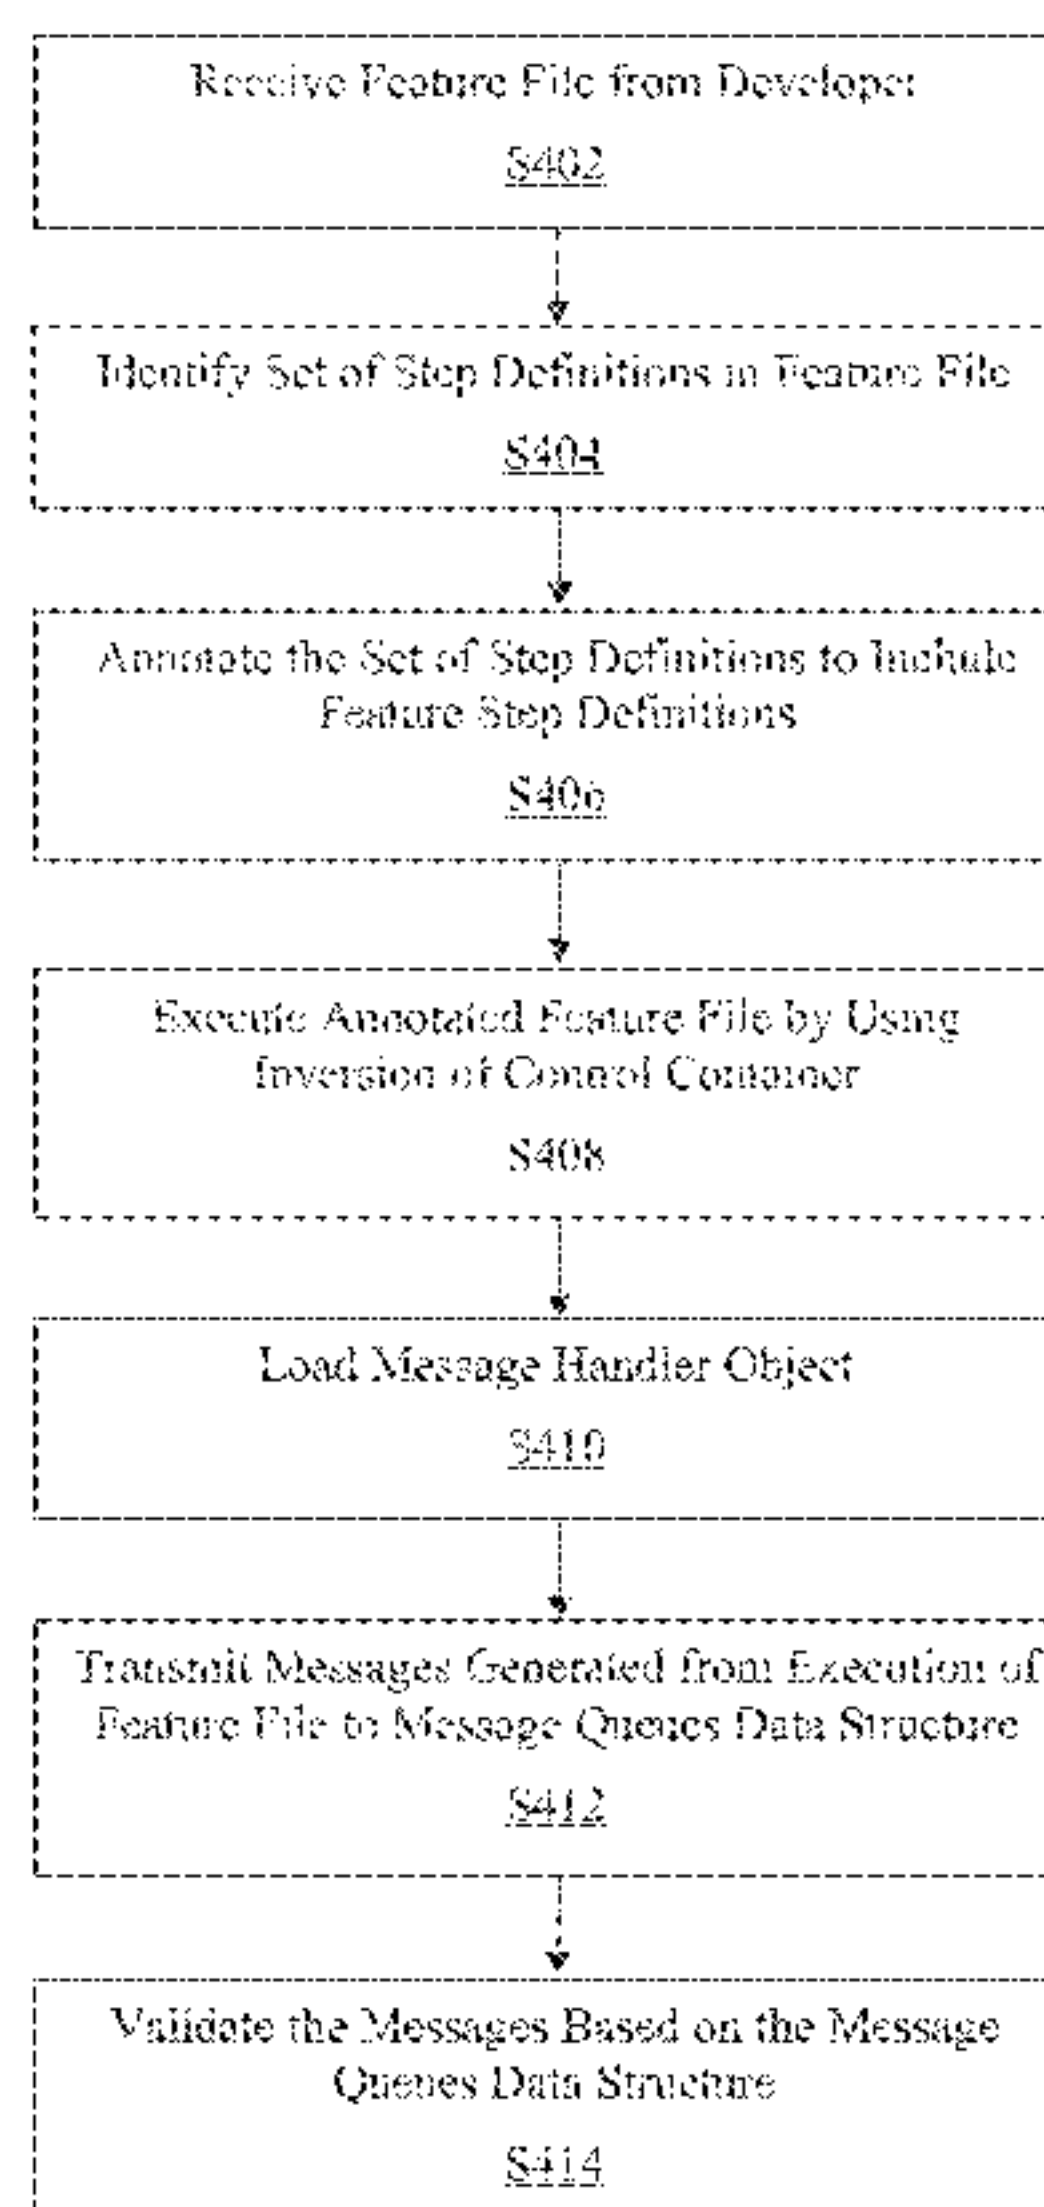 Receive Feature File from Developer
S402
Identify Set of Step Definitions in Feature File
S404
Annotate the Set of Step Definitions to Include
Feature Step Definitions
S406
Execute Annotated Feature File by Using
Inversion of Control Container
S408
Load Message Handler Object
S410
Transmit Messages Generated from Execution of
Feature File to Message Queues Data Structure
S412
Validate the Messages Based on the Message
Queues Data Structure
S414